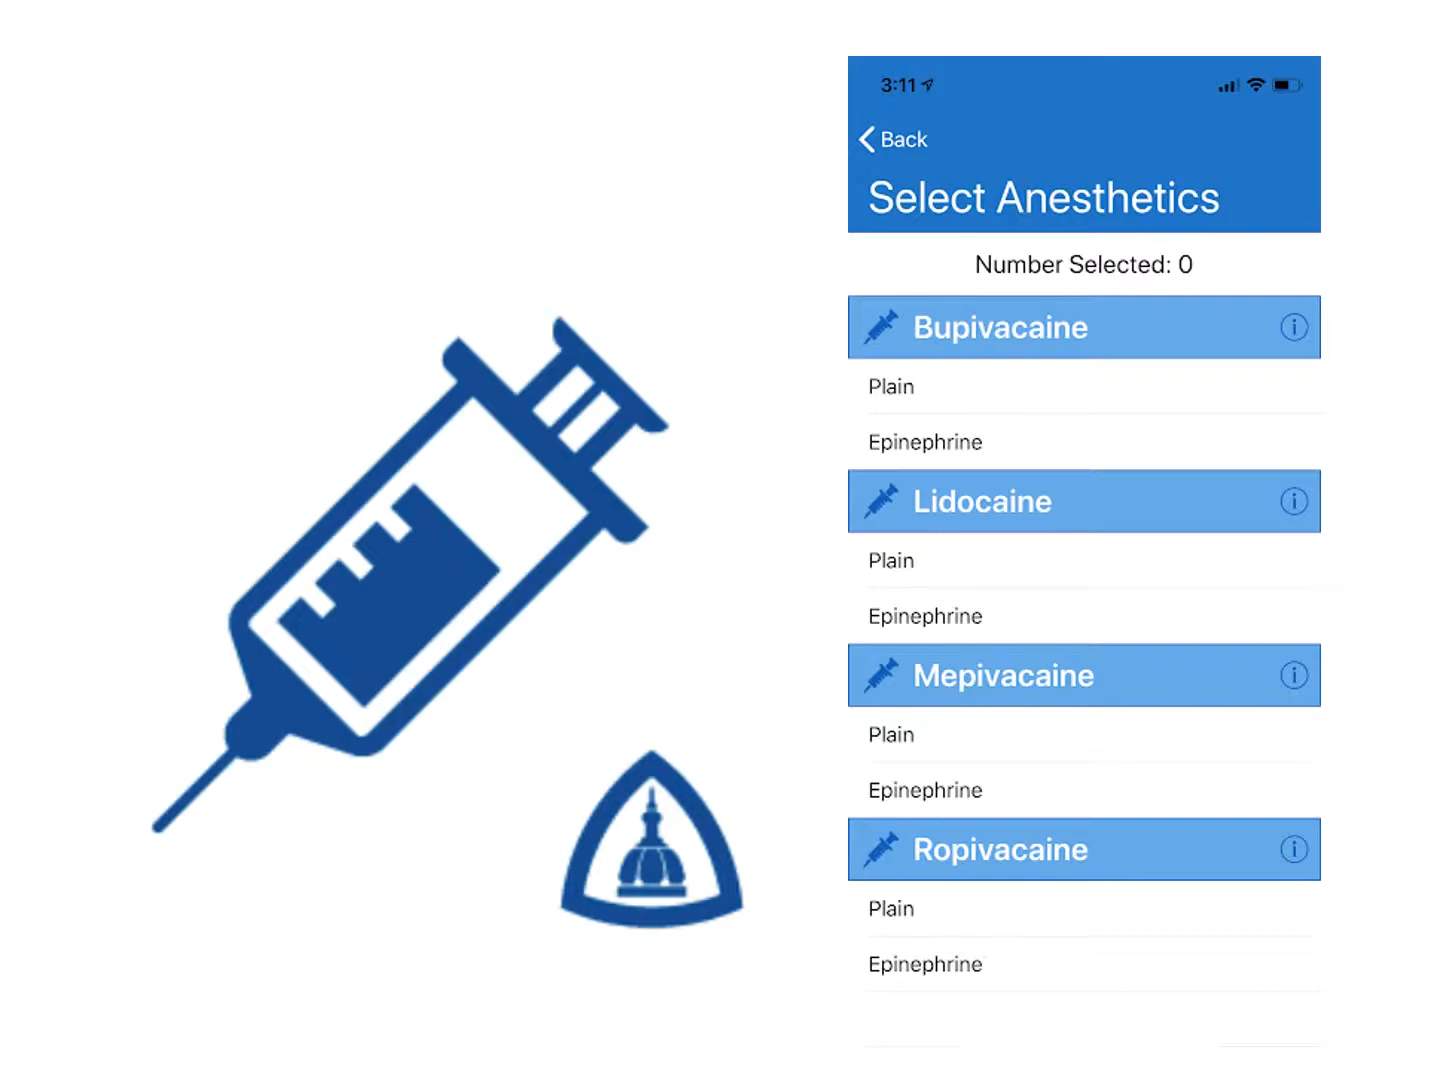 3:11
Back
Select Anesthetics
Number Selected: 0
Bupivacaine
Plain
Epinephrine
Lidocaine
Plain
Epinephrine
Mepivacaine
Plain
Epinephrine
Ropivacaine
Plain
Epinephrine